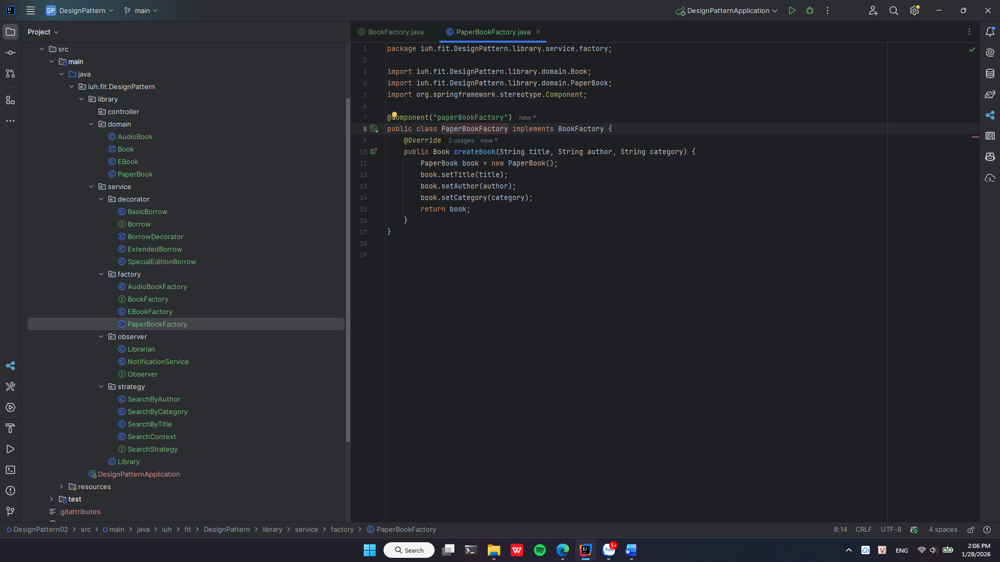 DP DesignPattern main DesignPatternApplication
Project
src
main
java
iuh.fit.DesignPattern
library
controller
domain
AudioBook
Book
EBook
PaperBook
service
decorator
BasicBorrow
Borrow
BorrowDecorator
ExtendedBorrow
SpecialEditionBorrow
factory
AudioBookFactory
BookFactory
EBookFactory
PaperBookFactory
observer
Librarian
NotificationService
Observer
strategy
SearchByAuthor
SearchByCategory
SearchByTitle
SearchContext
SearchStrategy
Library
DesignPatternApplication
resources
test
.gitattributes
BookFactory.java PaperBookFactory.java
1 package iuh.fit.DesignPattern.library.service.factory;
2
3 import iuh.fit.DesignPattern.library.domain.Book;
4 import iuh.fit.DesignPattern.library.domain.PaperBook;
5 import org.springframework.stereotype.Component;
6
7 @Component("paperBookFactory") new *
8 public class PaperBookFactory implements BookFactory {
9 @Override 2 usages new *
10 public Book createBook(String title, String author, String category) {
11 PaperBook book = new PaperBook();
12 book.setTitle(title);
13 book.setAuthor(author);
14 book.setCategory(category);
15 return book;
16 }
17 }
18
19
DesignPattern02 > src > main > java > iuh > fit > DesignPattern > library > service > factory > PaperBookFactory 8:14 CRLF UTF-8 4 spaces
Search 5+ ENG 2:06 PM
1/28/2026